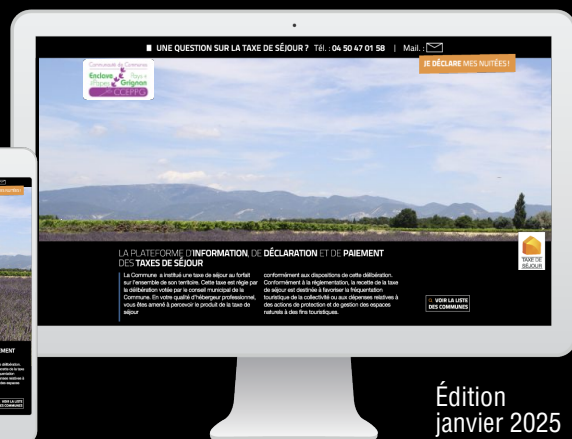 UNE QUESTION SUR LA TAXE DE SÉJOUR ? Tél. : 04 50 47 01 58 | Mail. :
JE DÉCLARE MES NUITÉES !
Communauté de Communes
Enclave des Papes Pays de Grignan
CCEPPG
LA PLATEFORME D'INFORMATION, DE DÉCLARATION ET DE PAIEMENT
DES TAXES DE SÉJOUR
La Commune a institué une taxe de séjour au forfait
sur l'ensemble de son territoire. Cette taxe est régie par
la délibération votée par le conseil municipal de la
Commune. En votre qualité d'hébergeur professionnel,
vous êtes amené à percevoir le produit de la taxe de
séjour
conformément aux dispositions de cette délibération.
Conformément à la réglementation, la recette de la taxe
de séjour est destinée à favoriser la fréquentation
touristique de la collectivité ou aux dépenses relatives à
des actions de protection et de gestion des espaces
naturels à des fins touristiques.
TAXE DE
SÉJOUR
VOIR LA LISTE
DES COMMUNES
Édition
janvier 2025